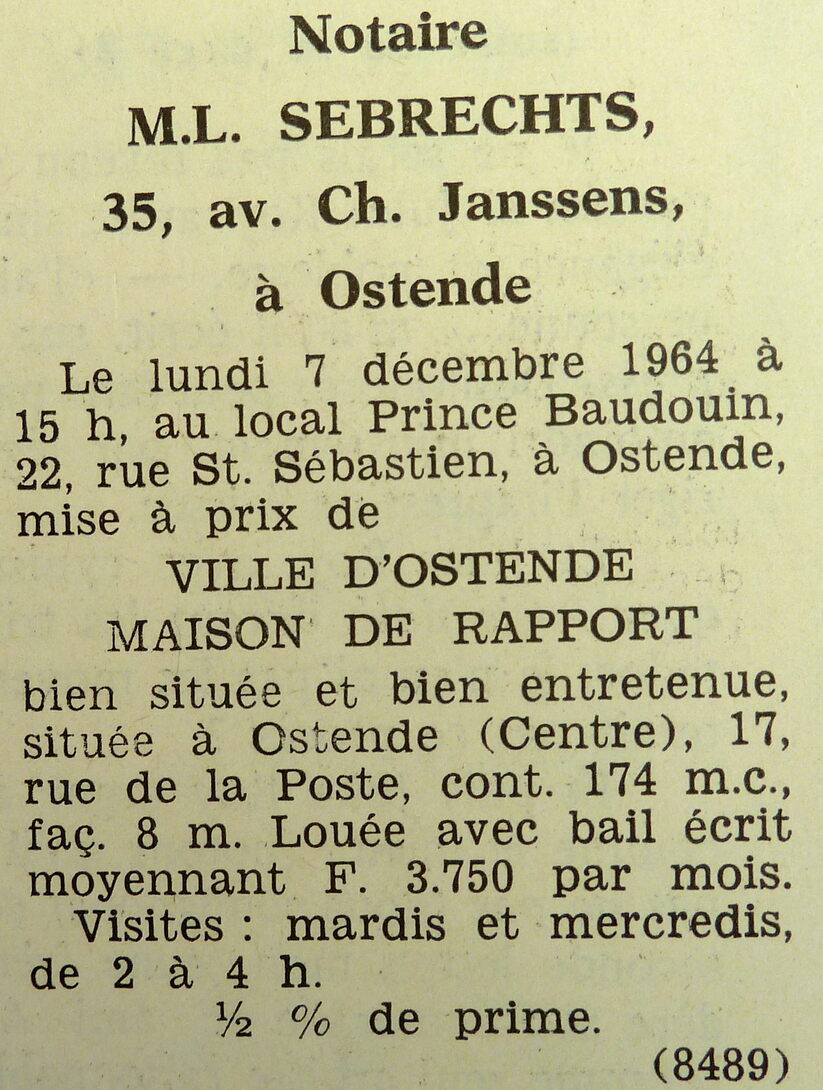 Notaire
M.L. SEBRECHTS,
35, av. Ch. Janssens,
à Ostende
Le lundi 7 décembre 1964 à
15 h, au local Prince Baudouin,
22, rue St. Sébastien, à Ostende,
mise à prix de
VILLE D'OSTENDE
MAISON DE RAPPORT
bien située et bien entretenue,
située à Ostende (Centre), 17,
rue de la Poste, cont. 174 m.c.,
faç. 8 m. Louée avec bail écrit
moyennant F. 3.750 par mois.
Visites : mardis et mercredis,
de 2 à 4 h.
½ % de prime.
(8489)